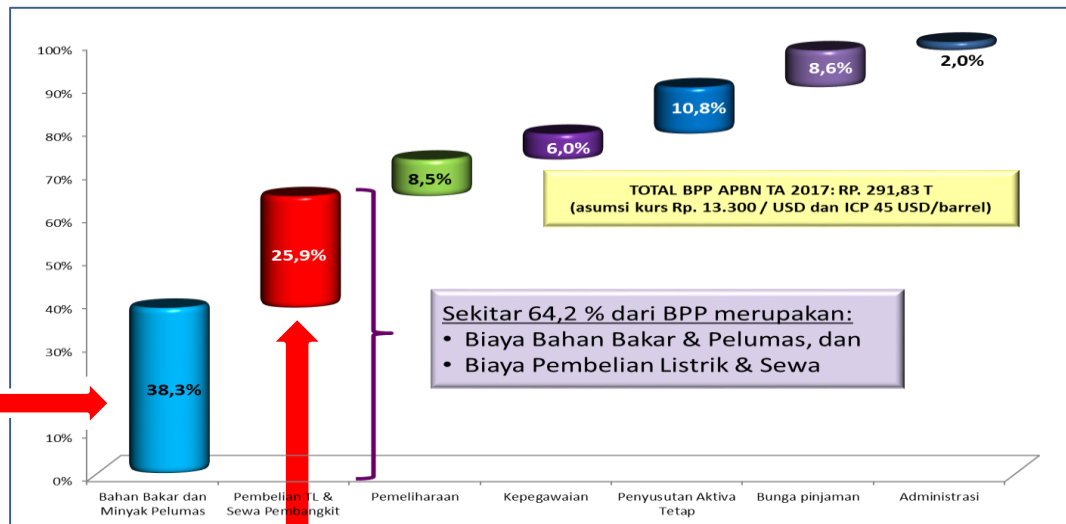 100%
90%
80%
70%
60%
50%
40%
30%
10%
0%
38,3%
25,9%
8,5%
6,0%
10,8%
8,6%
2,0%
TOTAL BPP APBN TA 2017: RP. 291,83 T
(asumsi kurs Rp. 13.300 / USD dan ICP 45 USD/barrel)
Sekitar 64,2 % dari BPP merupakan:
• Biaya Bahan Bakar & Pelumas, dan
• Biaya Pembelian Listrik & Sewa
Bahan Bakar dan
Minyak Pelumas
Pembelian TL &
Sewa Pembangkit
Pemeliharaan
Kepegawaian
Penyusutan Aktiva
Tetap
Bunga pinjaman
Administrasi